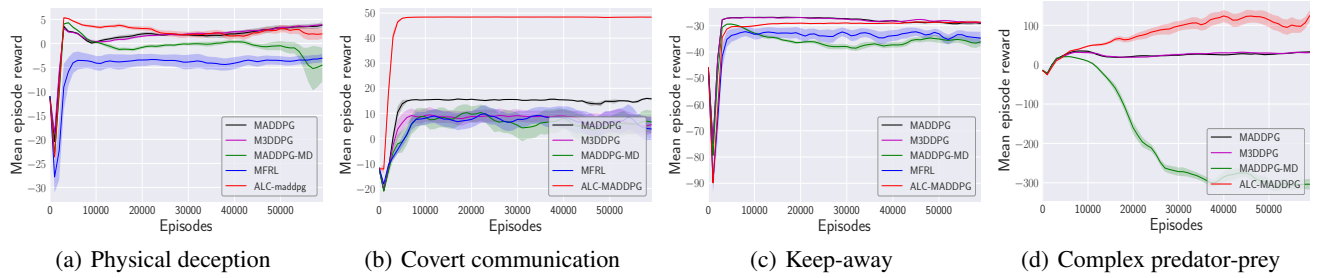 Mean episode reward
5
0
−5
−10
−15
−20
−25
−30
0 10000 20000 30000 40000 50000
Episodes
MADDPG
M3DDPG
MADDPG-MD
MFRL
ALC-maddpg
(a) Physical deception
Mean episode reward
50
40
30
20
10
0
−10
−20
0 10000 20000 30000 40000 50000
Episodes
MADDPG
M3DDPG
MADDPG-MD
MFRL
ALC-MADDPG
(b) Covert communication
Mean episode reward
−30
−40
−50
−60
−70
−80
−90
0 10000 20000 30000 40000 50000
Episodes
MADDPG
M3DDPG
MADDPG-MD
MFRL
ALC-MADDPG
(c) Keep-away
Mean episode reward
100
0
−100
−200
−300
0 10000 20000 30000 40000 50000
Episodes
MADDPG
M3DDPG
MADDPG-MD
ALC-MADDPG
(d) Complex predator-prey